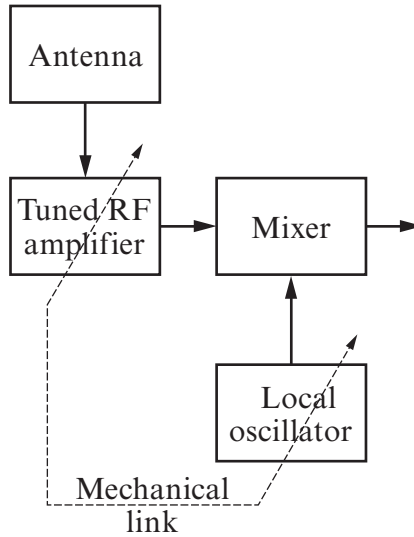 Antenna
Tuned RF
amplifier
Mixer
Local
oscillator
Mechanical
link